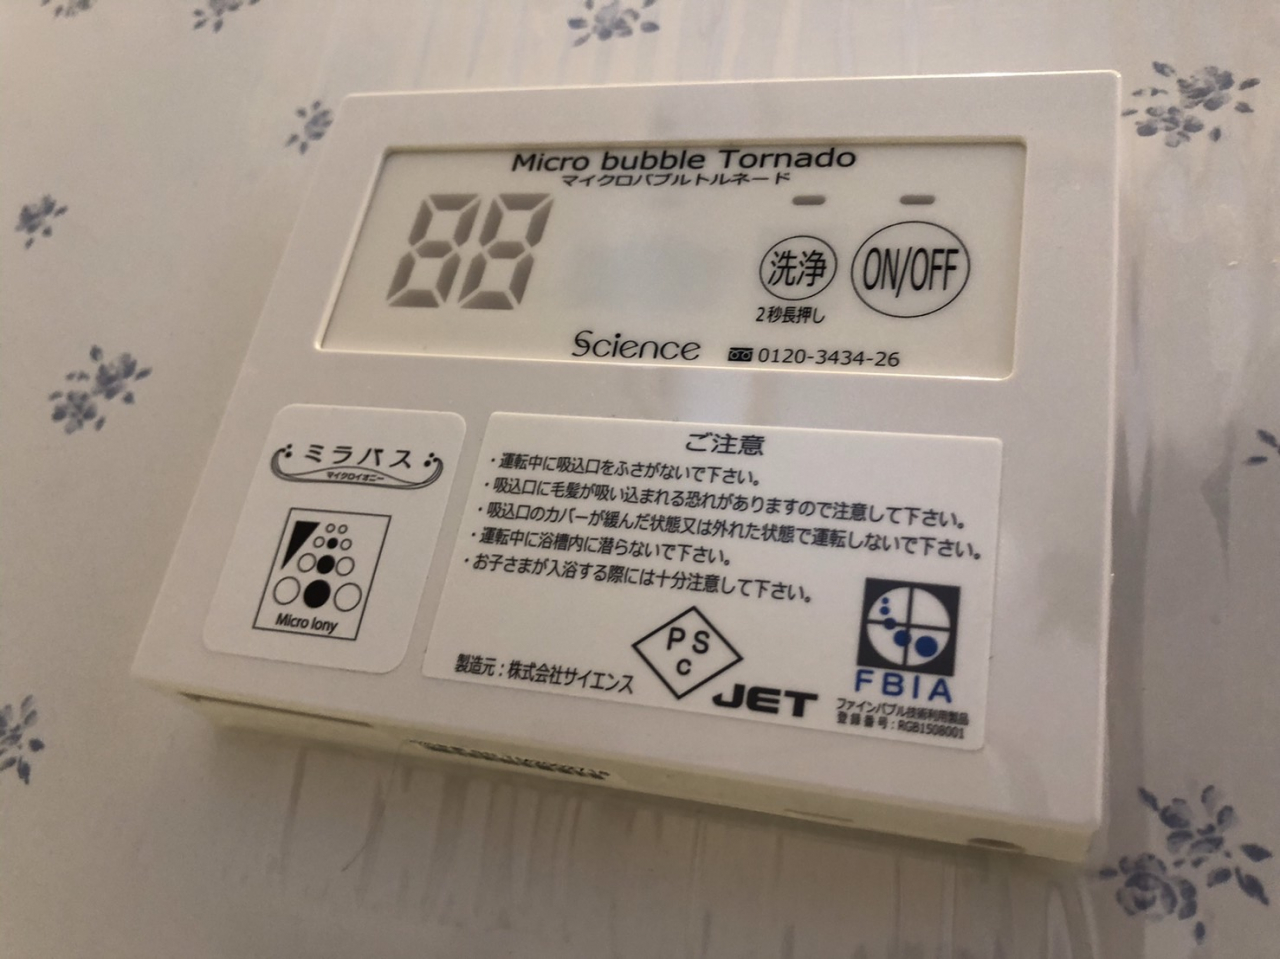 Micro bubble Tornado
マイクロバブルトルネード
88
洗浄
ON/OFF
2秒長押し
Science
0120-3434-26
ミラバス
マイクロイオニー
Micro Iony
ご注意
・運転中に吸込口をふさがないで下さい。
・吸込口に毛髪が吸い込まれる恐れがありますので注意して下さい。
・吸込口のカバーが緩んだ状態又は外れた状態で運転しないで下さい。
・運転中に浴槽内に潜らないで下さい。
・お子さまが入浴する際には十分注意して下さい。
製造元：株式会社サイエンス
PS
C
JET
FBIA
ファインバブル技術利用製品
登録番号：RGB1508001